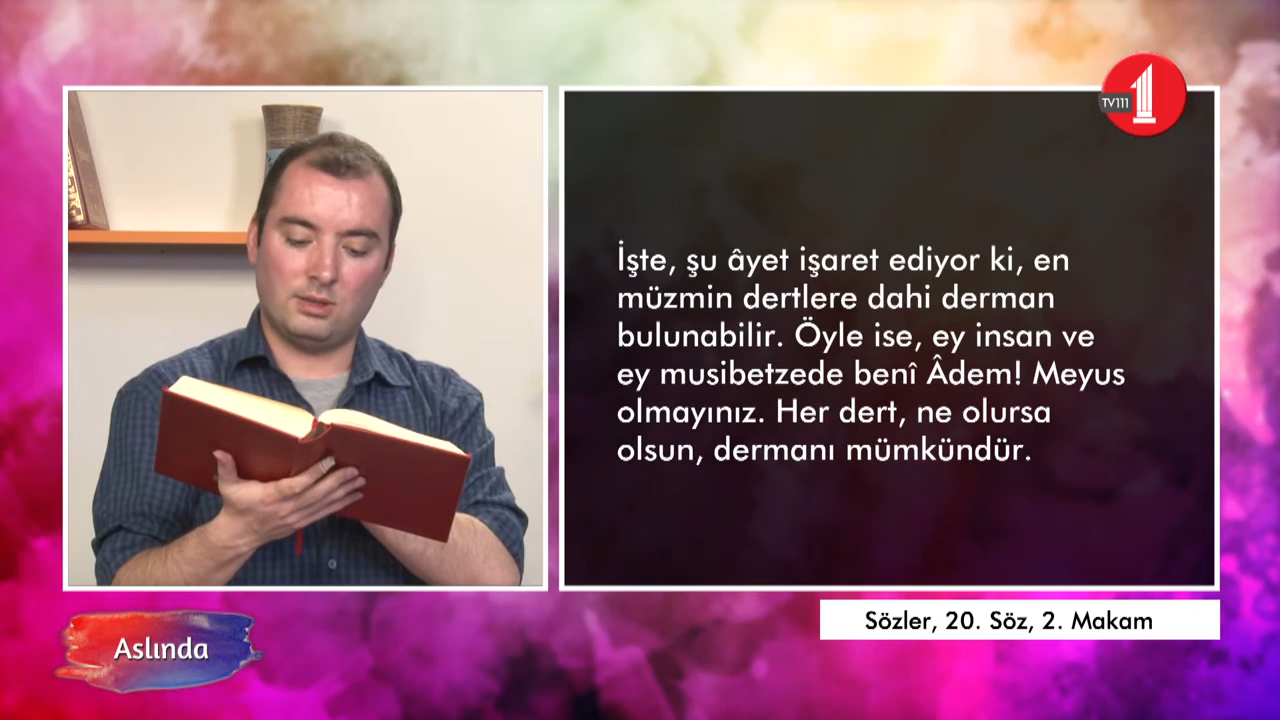 TV111
1
İşte, şu âyet işaret ediyor ki, en
müzmin dertlere dahi derman
bulunabilir. Öyle ise, ey insan ve
ey musibetzede benî Âdem! Meyus
olmayınız. Her dert, ne olursa
olsun, dermanı mümkündür.
Sözler, 20. Söz, 2. Makam
Aslında